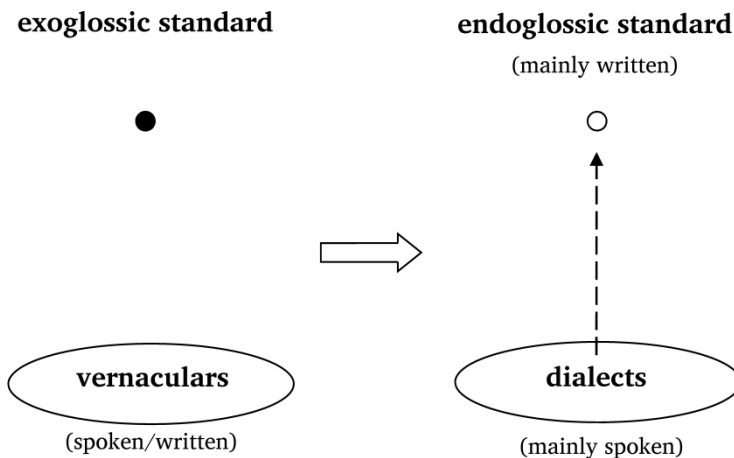 exoglossic standard
endoglossic standard
(mainly written)
vernaculars
dialects
(spoken/written)
(mainly spoken)